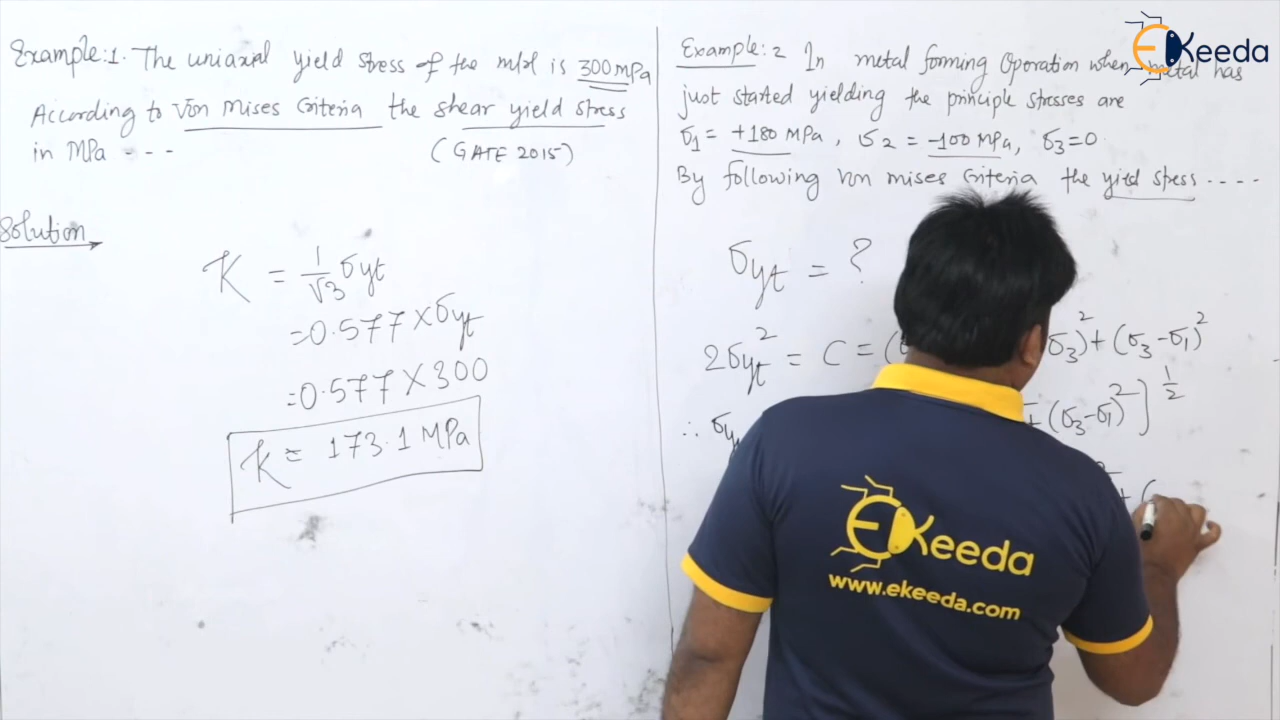 Example:1. The uniaxial yield stress of the mtrl is 300 MPa
According to Von mises Criteria the shear yield stress
in MPa - - -
(GATE 2015)
Solution
K = 1/√3 σyt
= 0.577 × σyt
= 0.577 × 300
K = 173.1 MPa
Example: 2 In metal forming Operation when metal has
just started yielding the principle stresses are
σ1 = +180 MPa, σ2 = -100 MPa, σ3 = 0.
By following Von mises Criteria the yield stress ----
σyt = ?
2σyt² = C = (σ3)² + (σ3-σ1)²
∴ σy + (σ3-σ1)²]^1/2
+ (
EKeeda
EKeeda
www.ekeeda.com